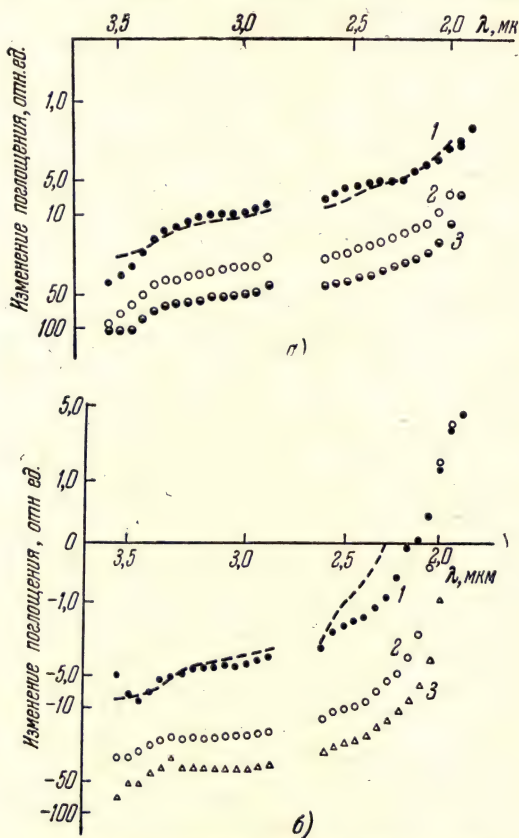 3,5 3,0 2,5 2,0 λ, мк
Изменение поглощения, отн. ед.
1,0
5,0
10
50
100
1
2
3
а)
Изменение поглощения, отн ед.
5,0
1,0
0
-1,0
-5,0
-10
-50
-100
3,5 3,0 2,5 2,0
λ, мкм
1
2
3
б)